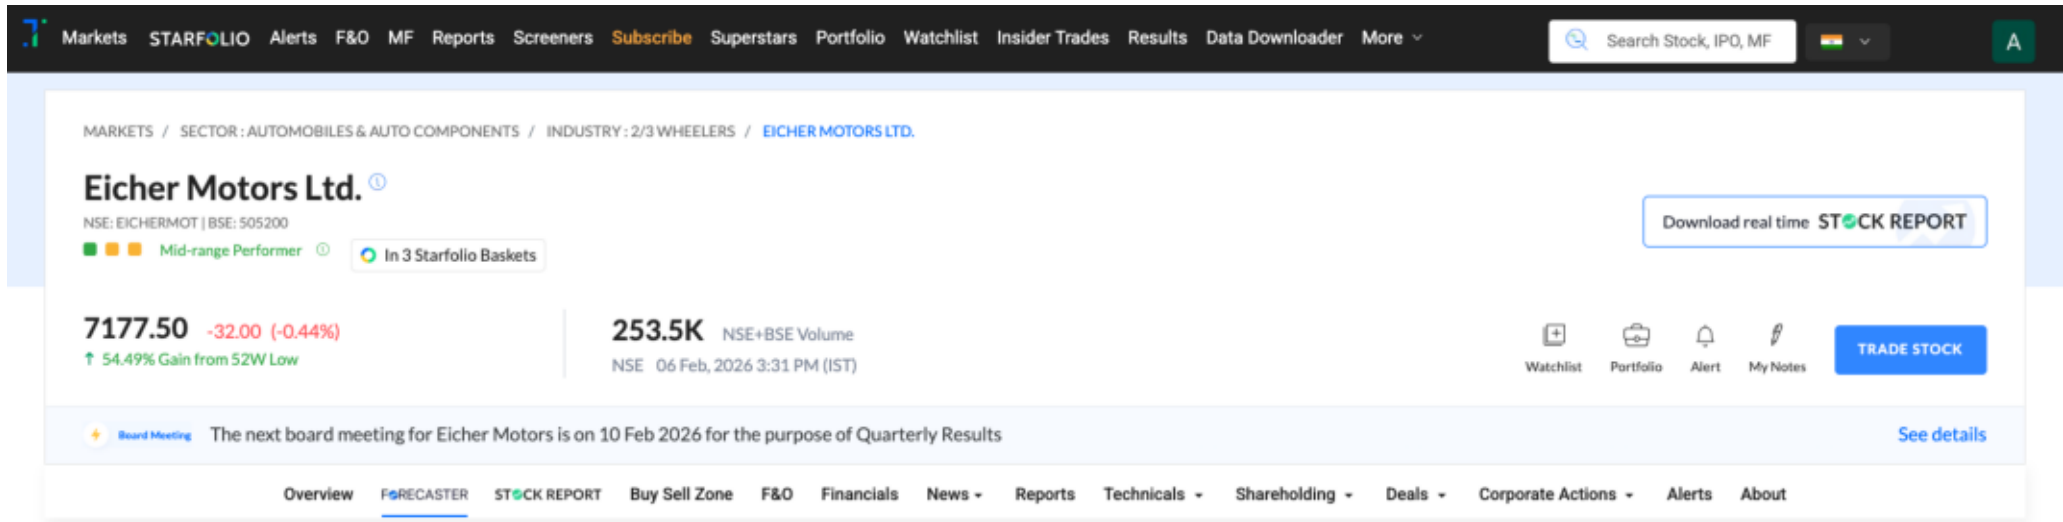 Markets STARFOLIO Alerts F&O MF Reports Screeners Subscribe Superstars Portfolio Watchlist Insider Trades Results Data Downloader More Search Stock, IPO, MF A
MARKETS / SECTOR : AUTOMOBILES & AUTO COMPONENTS / INDUSTRY : 2/3 WHEELERS / EICHER MOTORS LTD.
Eicher Motors Ltd.
NSE: EICHERMOT | BSE: 505200
Mid-range Performer In 3 Starfolio Baskets
Download real time STOCK REPORT
7177.50 -32.00 (-0.44%)
↑ 54.49% Gain from 52W Low
253.5K NSE+BSE Volume
NSE 06 Feb, 2026 3:31 PM (IST)
Watchlist Portfolio Alert My Notes TRADE STOCK
Board Meeting The next board meeting for Eicher Motors is on 10 Feb 2026 for the purpose of Quarterly Results See details
Overview FORECASTER STOCK REPORT Buy Sell Zone F&O Financials News Reports Technicals Shareholding Deals Corporate Actions Alerts About